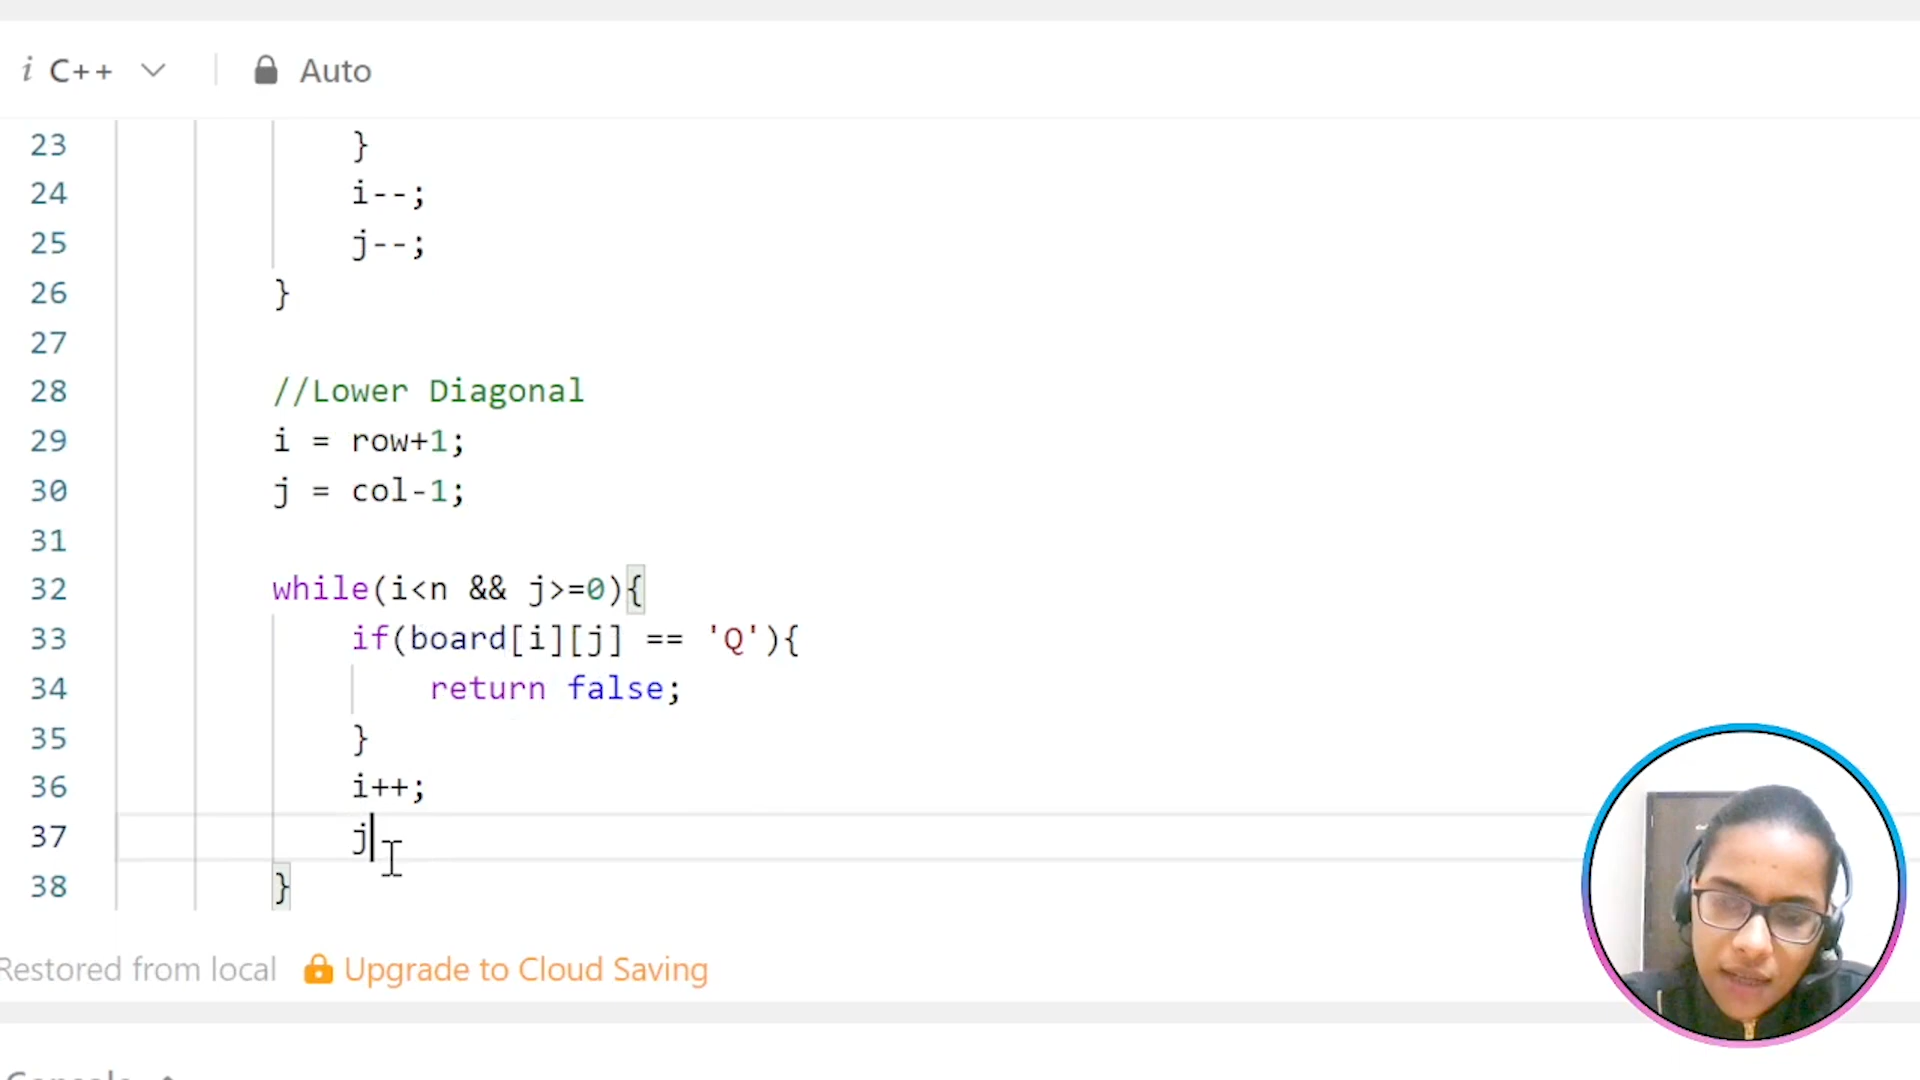 i C++ Auto
23 }
24 i--;
25 j--;
26 }
27
28 //Lower Diagonal
29 i = row+1;
30 j = col-1;
31
32 while(i<n && j>=0){
33 if(board[i][j] == 'Q'){
34 return false;
35 }
36 i++;
37 j
38 }
Restored from local Upgrade to Cloud Saving
Console